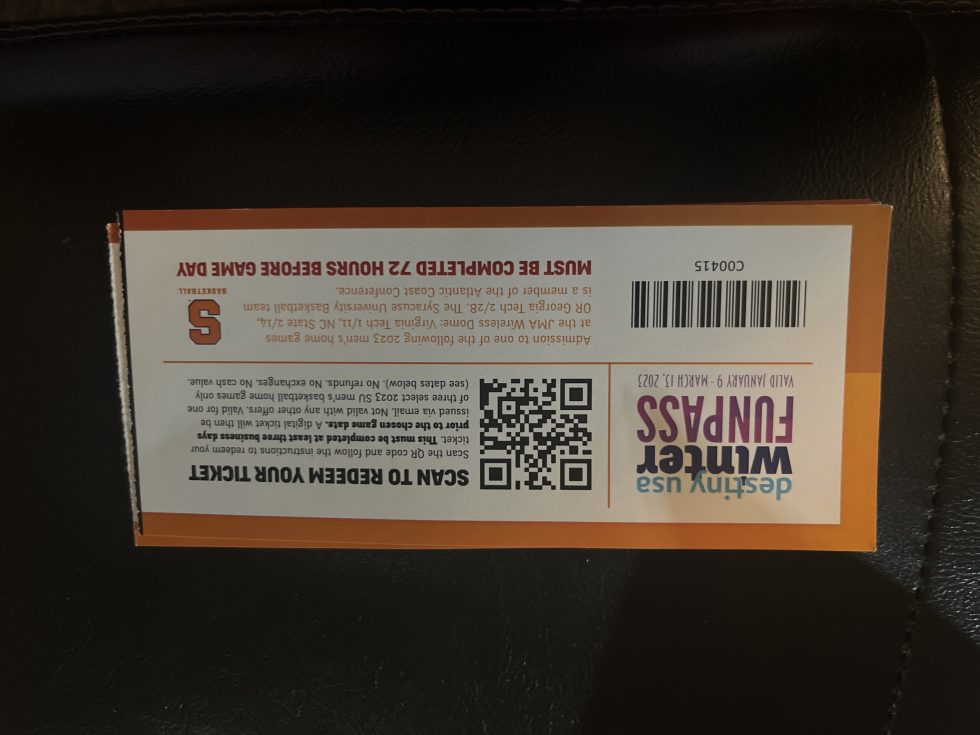 destiny usa
winter
FUNPASS
VALID JANUARY 9 - MARCH 13, 2023
SCAN TO REDEEM YOUR TICKET
Scan the QR code and follow the instructions to redeem your
ticket. This must be completed at least three business days
prior to the chosen game date. A digital ticket will then be
issued via email. Not valid with any other offers. Valid for one
of three select 2023 SU men's basketball home games only
(see dates below). No refunds. No exchanges. No cash value.
C00415
Admission to one of the following 2023 men's home games
at the JMA Wireless Dome: Virginia Tech 1/11, NC State 2/14,
OR Georgia Tech 2/28. The Syracuse University Basketball team
is a member of the Atlantic Coast Conference.
MUST BE COMPLETED 72 HOURS BEFORE GAME DAY
S
BASKETBALL